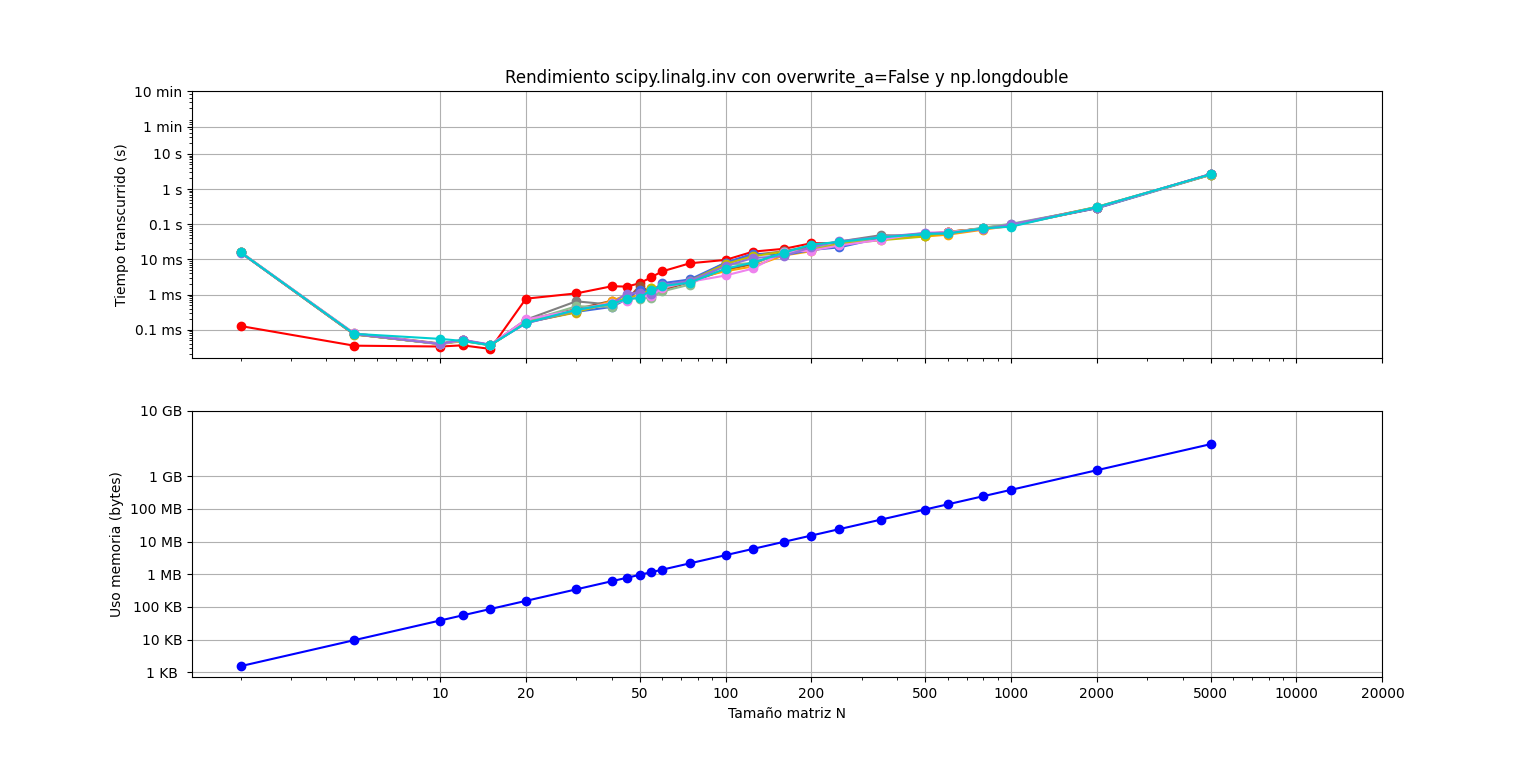 Rendimiento scipy.linalg.inv con overwrite_a=False y np.longdouble
Tiempo transcurrido (s)
10 min
1 min
10 s
1 s
0.1 s
10 ms
1 ms
0.1 ms
Uso memoria (bytes)
10 GB
1 GB
100 MB
10 MB
1 MB
100 KB
10 KB
1 KB
10 20 50 100 200 500 1000 2000 5000 10000 20000
Tamaño matriz N